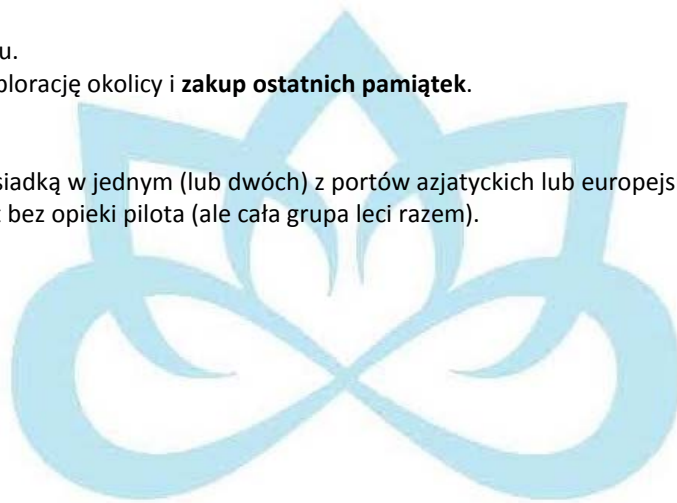 u.
plorację okolicy i zakup ostatnich pamiątek.
siadką w jednym (lub dwóch) z portów azjatyckich lub europejs
bez opieki pilota (ale cała grupa leci razem).